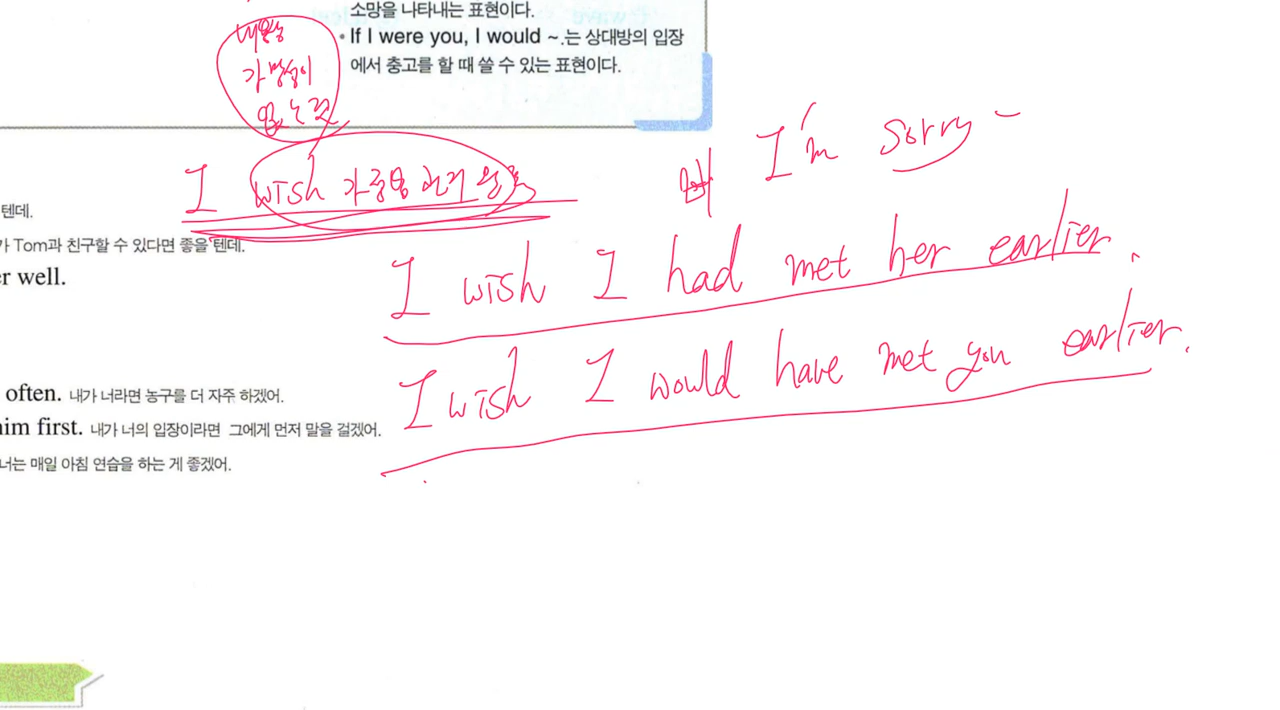 소망을 나타내는 표현이다.
• If I were you, I would ~.는 상대방의 입장
에서 충고를 할 때 쓸 수 있는 표현이다.
가능성이
I wish 가정법 과거
I'm sorry ~
텐데.
가 Tom과 친구할 수 있다면 좋을 텐데.
er well.
I wish I had met her earlier.
I wish I would have met you earlier.
often. 내가 너라면 농구를 더 자주 하겠어.
him first. 내가 너의 입장이라면 그에게 먼저 말을 걸겠어.
너는 매일 아침 연습을 하는 게 좋겠어.